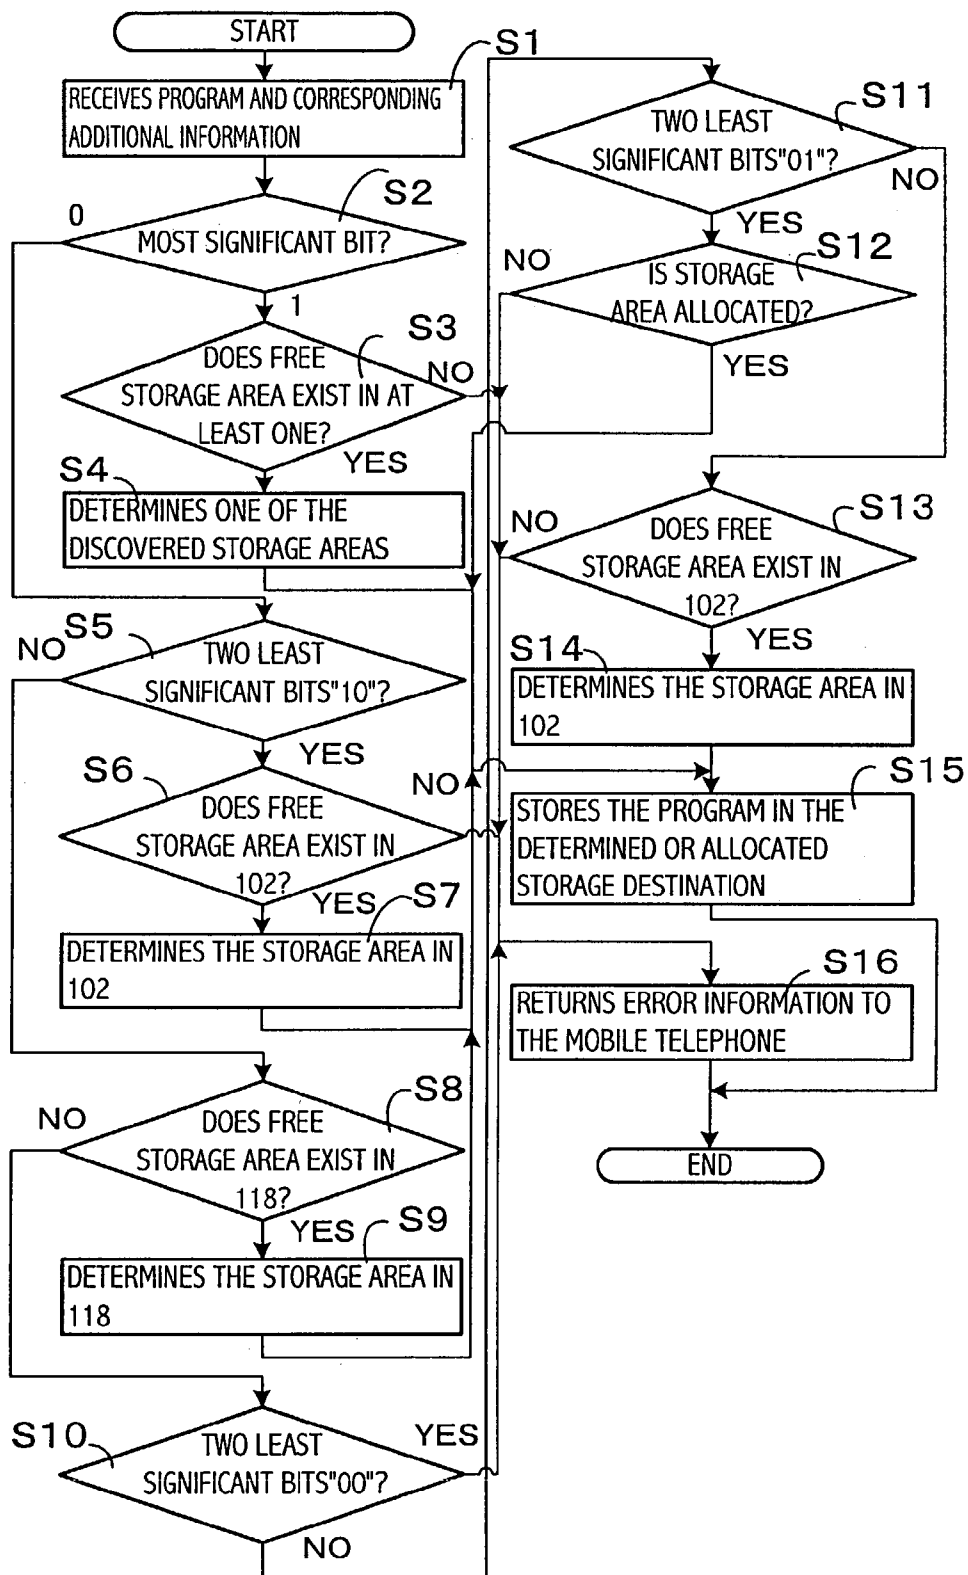 START
S1
RECEIVES PROGRAM AND CORRESPONDING
ADDITIONAL INFORMATION
S2
0
MOST SIGNIFICANT BIT?
1
S3
DOES FREE
STORAGE AREA EXIST IN AT
LEAST ONE?
NO
YES
S4
DETERMINES ONE OF THE
DISCOVERED STORAGE AREAS
S5
NO
TWO LEAST
SIGNIFICANT BITS"10"?
YES
S6
NO
DOES FREE
STORAGE AREA EXIST IN
102?
YES
S7
DETERMINES THE STORAGE AREA IN
102
S8
NO
DOES FREE
STORAGE AREA EXIST IN
118?
YES
S9
DETERMINES THE STORAGE AREA IN
118
S10
YES
TWO LEAST
SIGNIFICANT BITS"00"?
NO
S11
TWO LEAST
SIGNIFICANT BITS"01"?
NO
YES
S12
NO
IS STORAGE
AREA ALLOCATED?
YES
S13
NO
DOES FREE
STORAGE AREA EXIST IN
102?
YES
S14
DETERMINES THE STORAGE AREA IN
102
S15
STORES THE PROGRAM IN THE
DETERMINED OR ALLOCATED
STORAGE DESTINATION
S16
RETURNS ERROR INFORMATION TO
THE MOBILE TELEPHONE
END